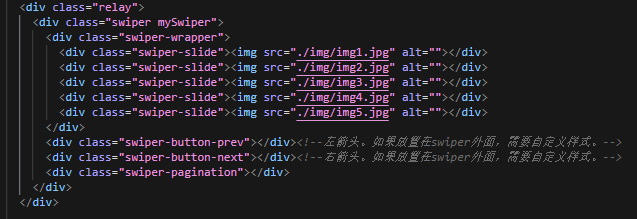 <div class="relay">
<div class="swiper mySwiper">
<div class="swiper-wrapper">
<div class="swiper-slide"><img src="./img/img1.jpg" alt=""></div>
<div class="swiper-slide"><img src="./img/img2.jpg" alt=""></div>
<div class="swiper-slide"><img src="./img/img3.jpg" alt=""></div>
<div class="swiper-slide"><img src="./img/img4.jpg" alt=""></div>
<div class="swiper-slide"><img src="./img/img5.jpg" alt=""></div>
</div>
<div class="swiper-button-prev"></div><!--左箭头。如果放置在swiper外面，需要自定义样式。-->
<div class="swiper-button-next"></div><!--右箭头。如果放置在swiper外面，需要自定义样式。-->
<div class="swiper-pagination"></div>
</div>
</div>